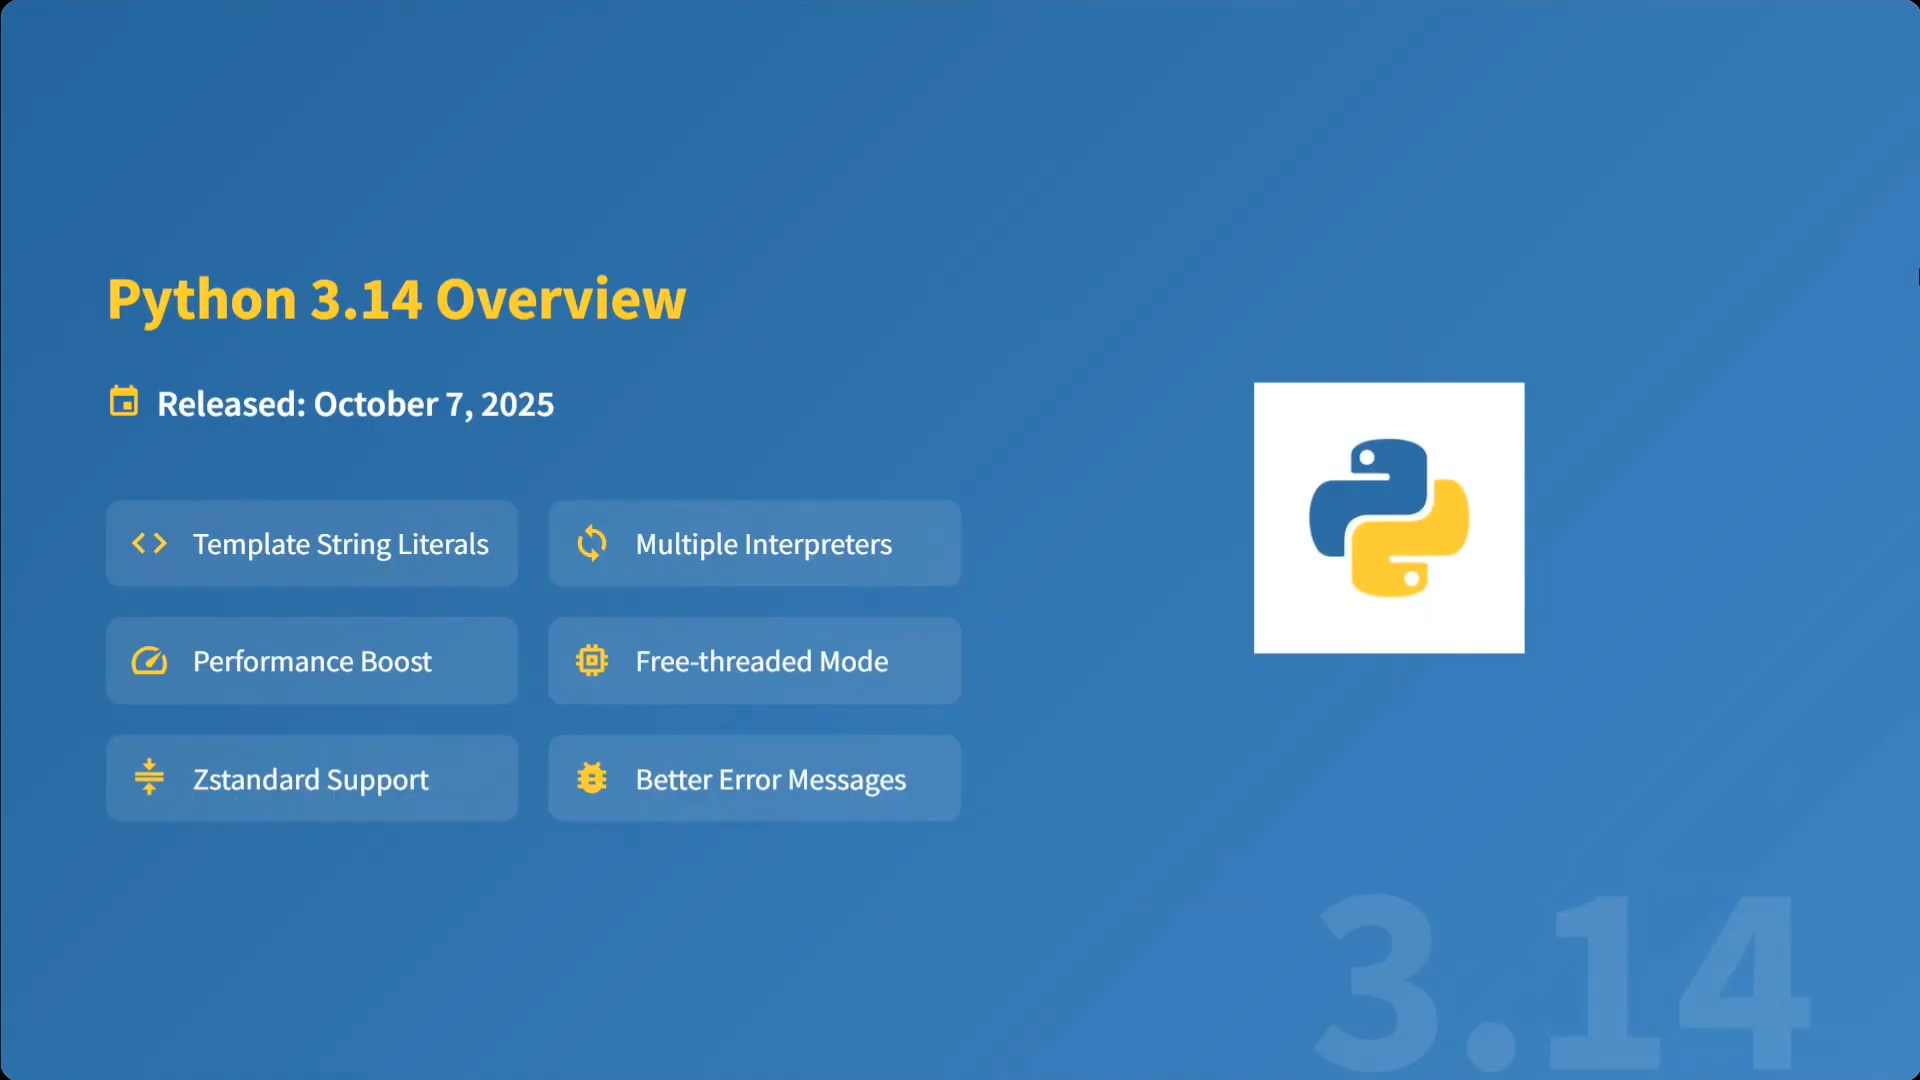 Python 3.14 Overview
Released: October 7, 2025
Template String Literals
Multiple Interpreters
Performance Boost
Free-threaded Mode
Zstandard Support
Better Error Messages
3.14